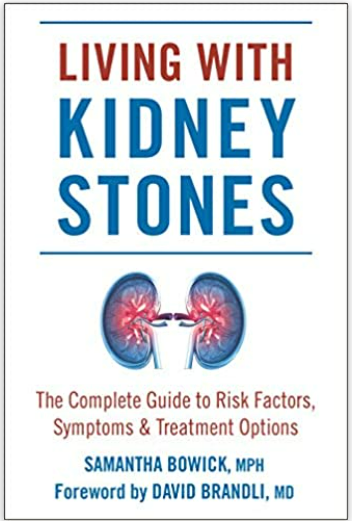 LIVING WITH
KIDNEY
STONES
The Complete Guide to Risk Factors,
Symptoms & Treatment Options
SAMANTHA BOWICK, MPH
Foreword by DAVID BRANDLI, MD